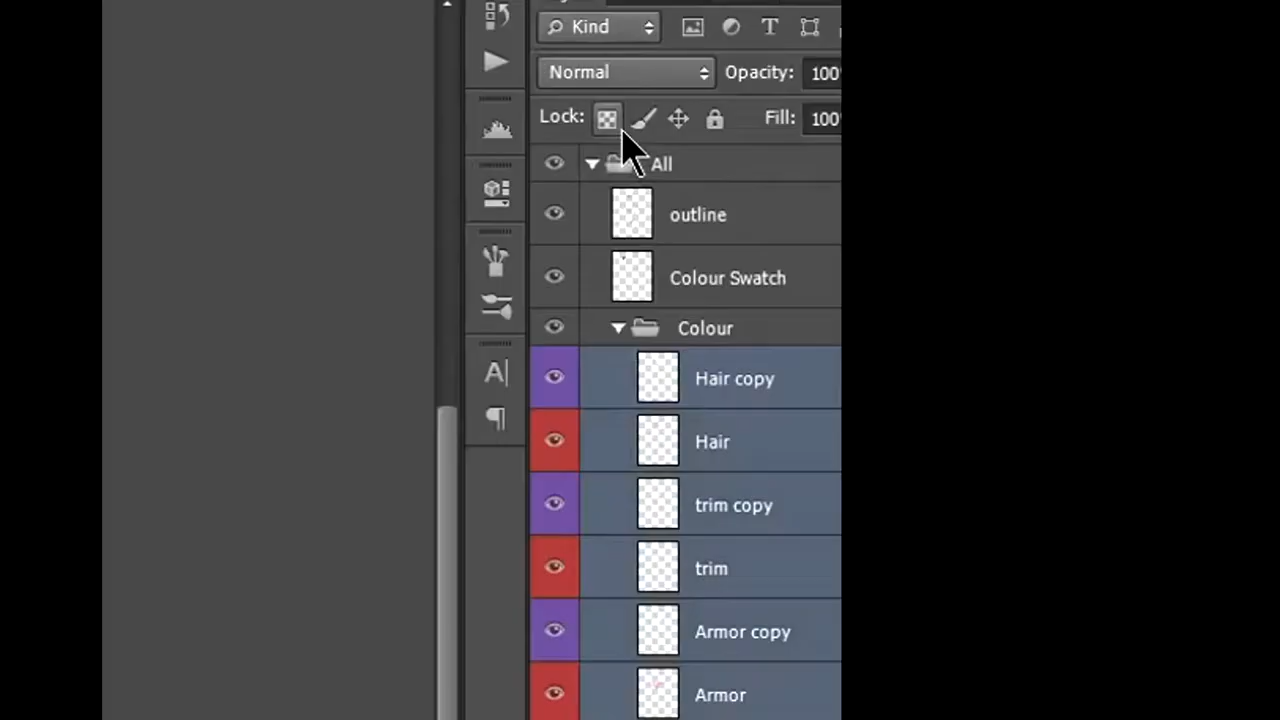 Kind
Normal Opacity: 100
Lock: Fill: 100
All
outline
Colour Swatch
Colour
Hair copy
Hair
trim copy
trim
Armor copy
Armor